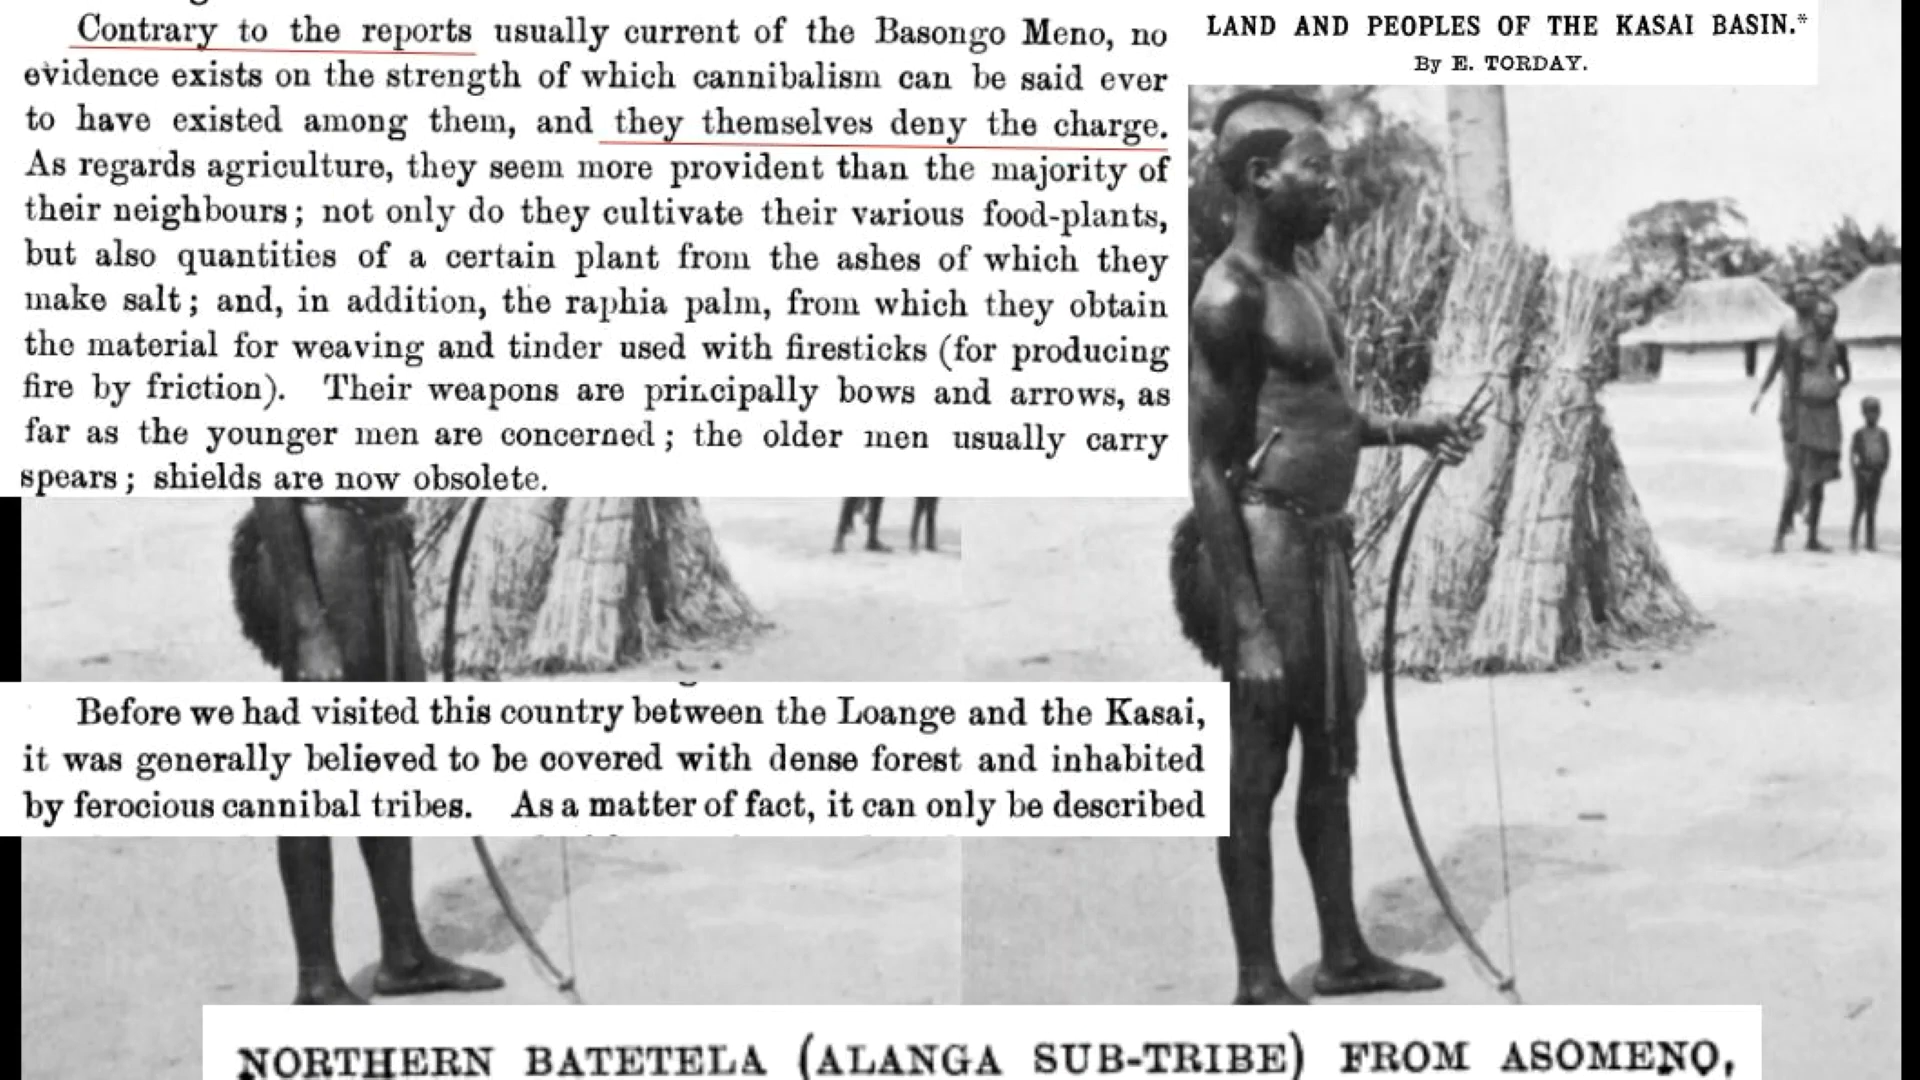 Contrary to the reports usually current of the Basongo Meno, no
evidence exists on the strength of which cannibalism can be said ever
to have existed among them, and they themselves deny the charge.
As regards agriculture, they seem more provident than the majority of
their neighbours; not only do they cultivate their various food-plants,
but also quantities of a certain plant from the ashes of which they
make salt; and, in addition, the raphia palm, from which they obtain
the material for weaving and tinder used with firesticks (for producing
fire by friction). Their weapons are principally bows and arrows, as
far as the younger men are concerned; the older men usually carry
spears; shields are now obsolete.
LAND AND PEOPLES OF THE KASAI BASIN.*
By E. TORDAY.
Before we had visited this country between the Loange and the Kasai,
it was generally believed to be covered with dense forest and inhabited
by ferocious cannibal tribes. As a matter of fact, it can only be described
NORTHERN BATETELA (ALANGA SUB-TRIBE) FROM ASOMENO,